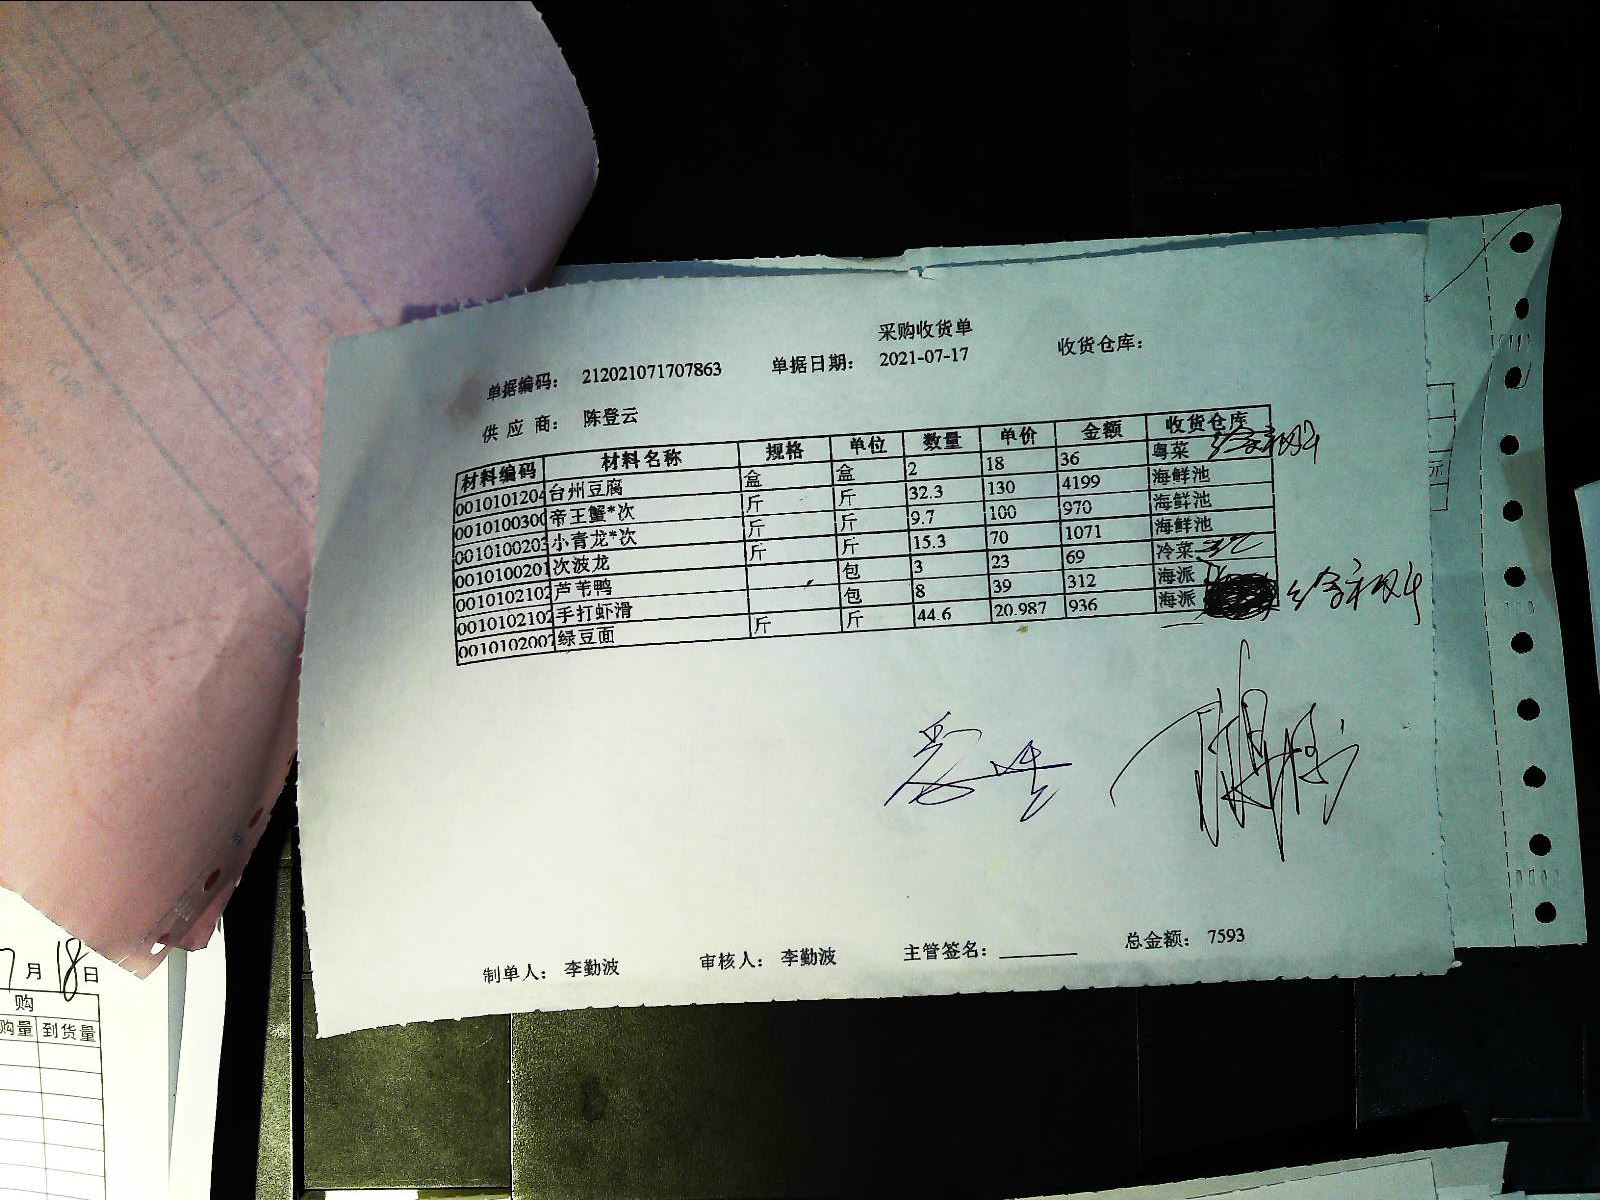 采购收货单
单据编码： 212021071707863 单据日期： 2021-07-17 收货仓库：
供 应 商： 陈登云
材料编码 材料名称 规格 单位 数量 单价 金额 收货仓库
0010101204 台州豆腐 盒 盒 2 18 36 粤菜
0010100300 帝王蟹*次 斤 斤 32.3 130 4199 海鲜池
0010100203 小青龙*次 斤 斤 9.7 100 970 海鲜池
0010100201 次波龙 斤 斤 15.3 70 1071 海鲜池
0010102102 芦苇鸭 包 3 23 69 冷菜
0010102102 手打虾滑 包 8 39 312 海派
0010102007 绿豆面 斤 斤 44.6 20.987 936 海派
制单人： 李勤波 审核人： 李勤波 主管签名： 总金额： 7593
7月18日
购
购量 到货量